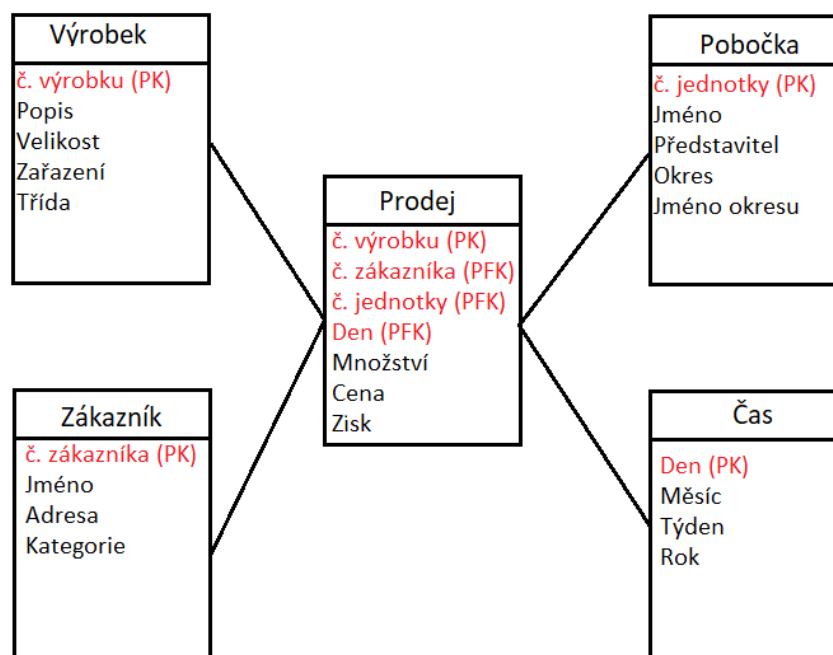 Výrobek
č. výrobku (PK)
Popis
Velikost
Zařazení
Třída
Pobočka
č. jednotky (PK)
Jméno
Představitel
Okres
Jméno okresu
Prodej
č. výrobku (PK)
č. zákazníka (PFK)
č. jednotky (PFK)
Den (PFK)
Množství
Cena
Zisk
Zákazník
č. zákazníka (PK)
Jméno
Adresa
Kategorie
Čas
Den (PK)
Měsíc
Týden
Rok